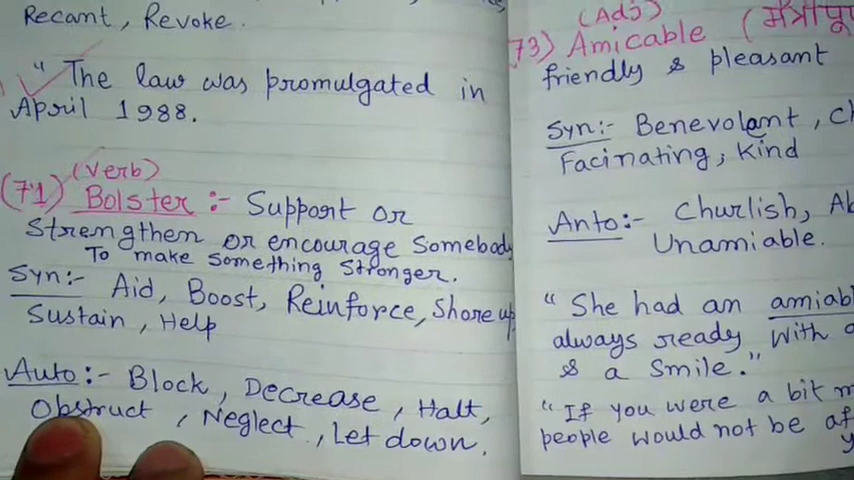 Recant, Revoke.
" The law was promulgated in
April 1988.
(Verb)
(71) Bolster :- Support or
Strengthen or encourage Somebody
To make something Stronger.
Syn:- Aid, Boost, Reinforce, Shore up
Sustain, Help
Auto:- Block, Decrease, Halt,
Obstruct, Neglect, Let down.
(Adj)
73) Amicable (
friendly & pleasant
Syn:- Benevolant,
Facinating, Kind
Anto:- Churlish,
Unamiable.
" She had an
always ready With
& a Smile."
"If you were a bit
people would not be